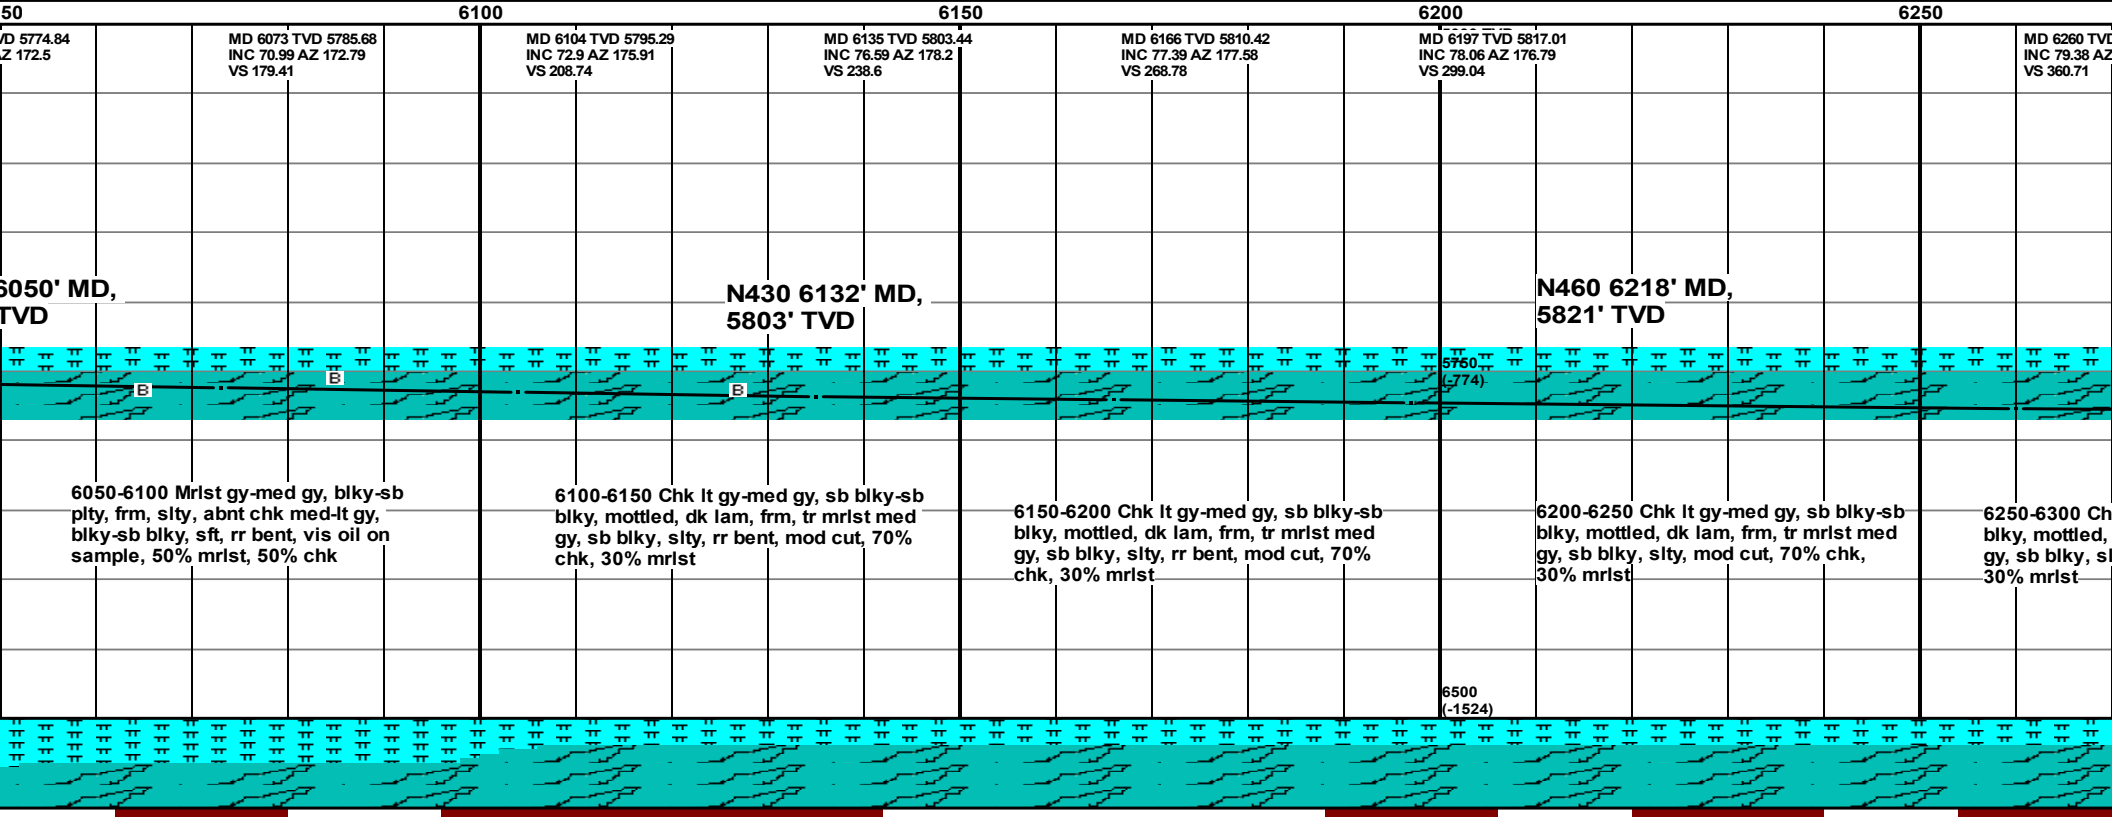 50 6100 6150 6200 6250
VD 5774.84
AZ 172.5
MD 6073 TVD 5785.68
INC 70.99 AZ 172.79
VS 179.41
MD 6104 TVD 5795.29
INC 72.9 AZ 175.91
VS 208.74
MD 6135 TVD 5803.44
INC 76.59 AZ 178.2
VS 238.6
MD 6166 TVD 5810.42
INC 77.39 AZ 177.58
VS 268.78
MD 6197 TVD 5817.01
INC 78.06 AZ 176.79
VS 299.04
MD 6260 TVD
INC 79.38 AZ
VS 360.71
6050' MD,
TVD
N430 6132' MD,
5803' TVD
N460 6218' MD,
5821' TVD
5750
(-774)
B
B
B
6050-6100 Mrlst gy-med gy, blky-sb
plty, frm, slty, abnt chk med-lt gy,
blky-sb blky, sft, rr bent, vis oil on
sample, 50% mrlst, 50% chk
6100-6150 Chk lt gy-med gy, sb blky-sb
blky, mottled, dk lam, frm, tr mrlst med
gy, sb blky, slty, rr bent, mod cut, 70%
chk, 30% mrlst
6150-6200 Chk lt gy-med gy, sb blky-sb
blky, mottled, dk lam, frm, tr mrlst med
gy, sb blky, slty, rr bent, mod cut, 70%
chk, 30% mrlst
6200-6250 Chk lt gy-med gy, sb blky-sb
blky, mottled, dk lam, frm, tr mrlst med
gy, sb blky, slty, mod cut, 70% chk,
30% mrlst
6250-6300 Ch
blky, mottled,
gy, sb blky, sl
30% mrlst
6500
(-1524)